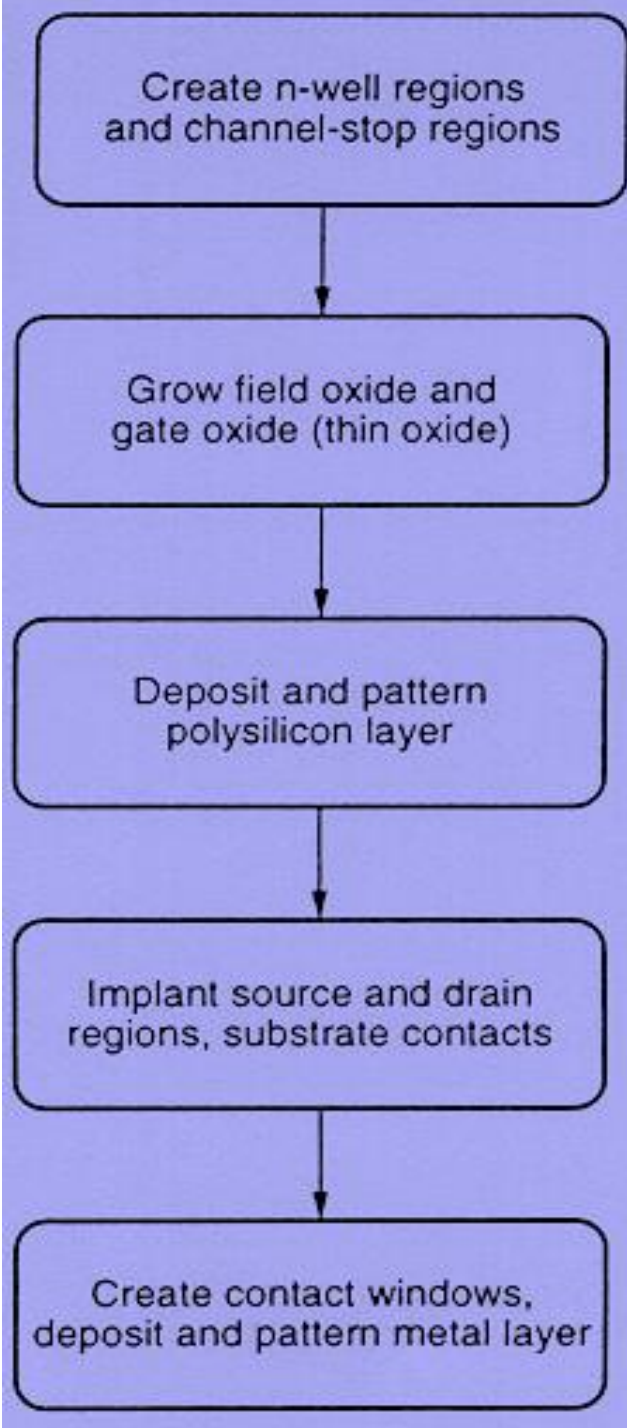 Create n-well regions
and channel-stop regions
Grow field oxide and
gate oxide (thin oxide)
Deposit and pattern
polysilicon layer
Implant source and drain
regions, substrate contacts
Create contact windows,
deposit and pattern metal layer